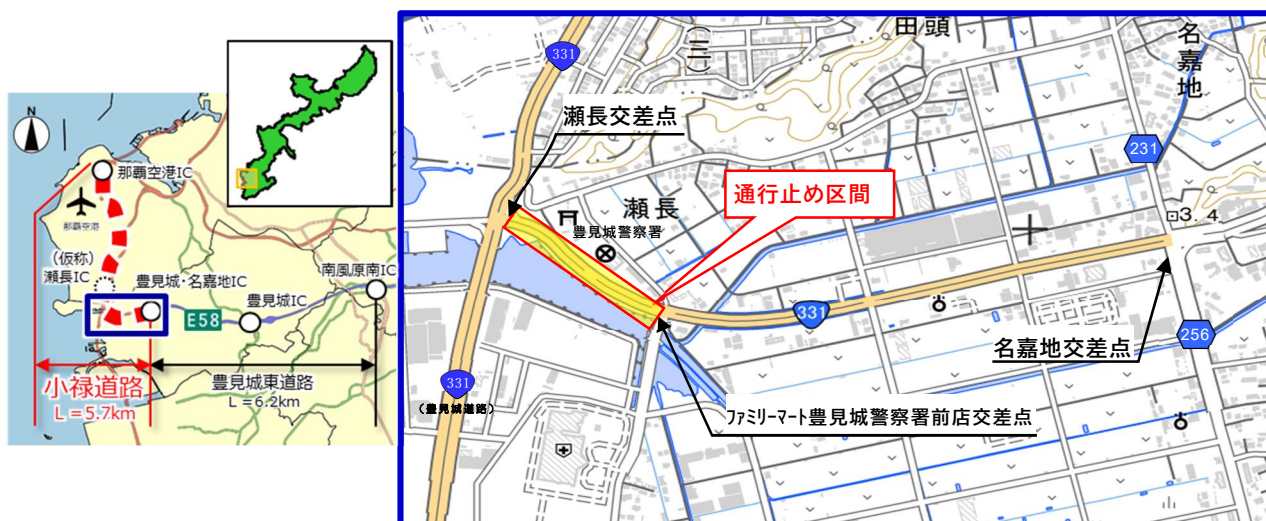 N
那覇空港IC
那覇空港
(仮称)
瀬長IC
豊見城・名嘉地IC
豊見城IC
南風原南IC
E58
小禄道路
L=5.7km
豊見城東道路
L=6.2km
331
田頭
(三)
名嘉地
瀬長交差点
231
通行止め区間
瀬長
豊見城警察署
3.4
331
名嘉地交差点
256
331
(豊見城道路)
ファミリーマート豊見城警察署前店交差点